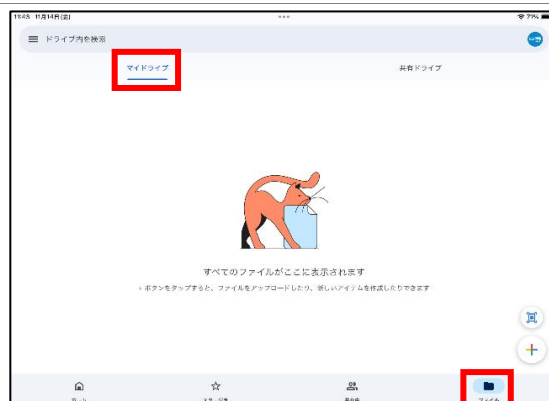 11:43 11月14日(金)
71%
ドライブ内を検索
マイドライブ
共有ドライブ
すべてのファイルがここに表示されます
+ ボタンをタップすると、ファイルをアップロードしたり、新しいアイテムを作成したりできます
ファイル